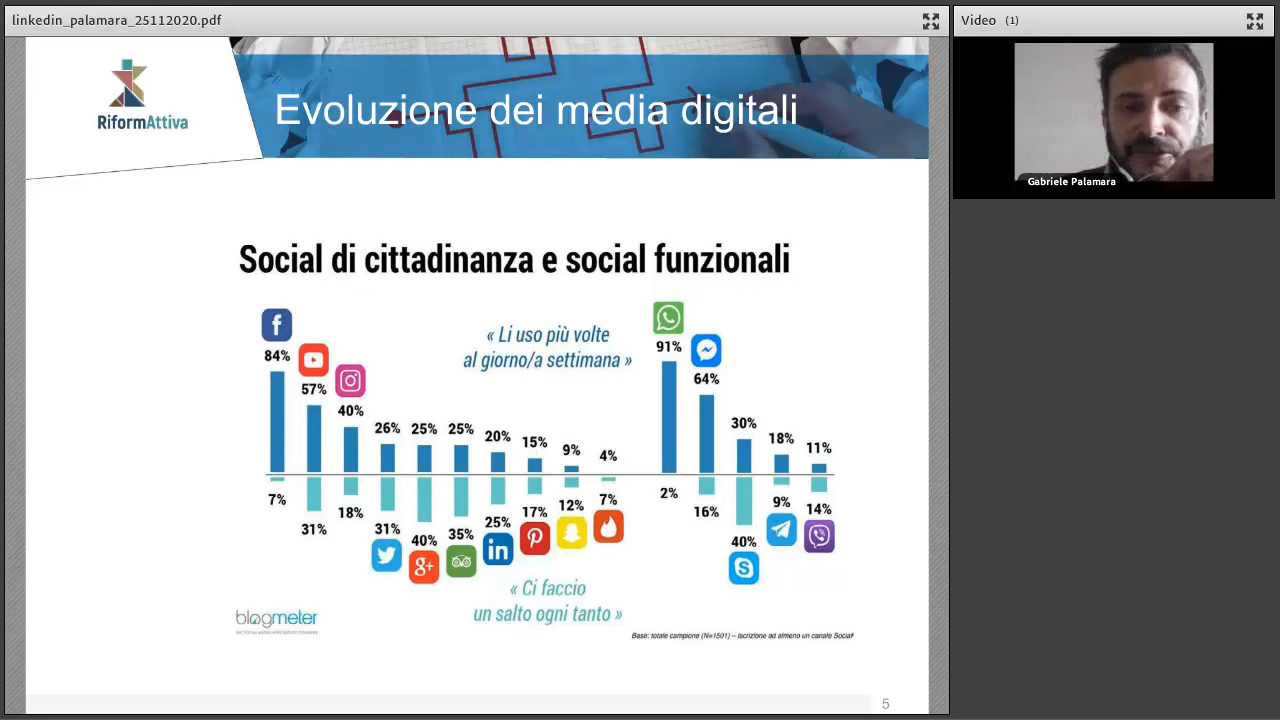 linkedin_palamara_25112020.pdf
Video (1)
RiformAttiva
Evoluzione dei media digitali
Gabriele Palamara
Social di cittadinanza e social funzionali
« Li uso più volte
al giorno/a settimana »
84%
57%
40%
26%
25%
25%
20%
15%
9%
4%
91%
64%
30%
18%
11%
7%
31%
18%
31%
40%
35%
25%
17%
12%
7%
2%
16%
40%
9%
14%
« Ci faccio
un salto ogni tanto »
blogmeter
Base: totale campione (N=1501) – iscrizione ad almeno un canale Social
5